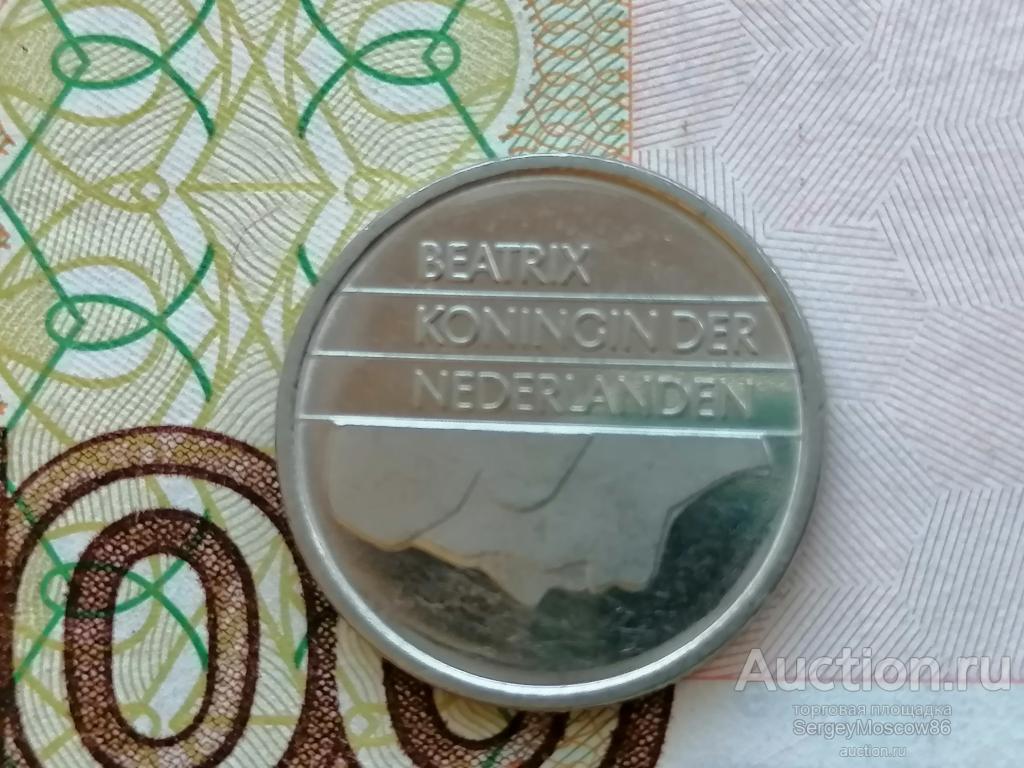 BEATRIX
KONINGIN DER
NEDERLANDEN
Auction.ru
торговая площадка
SergeyMoscow86
auction.ru